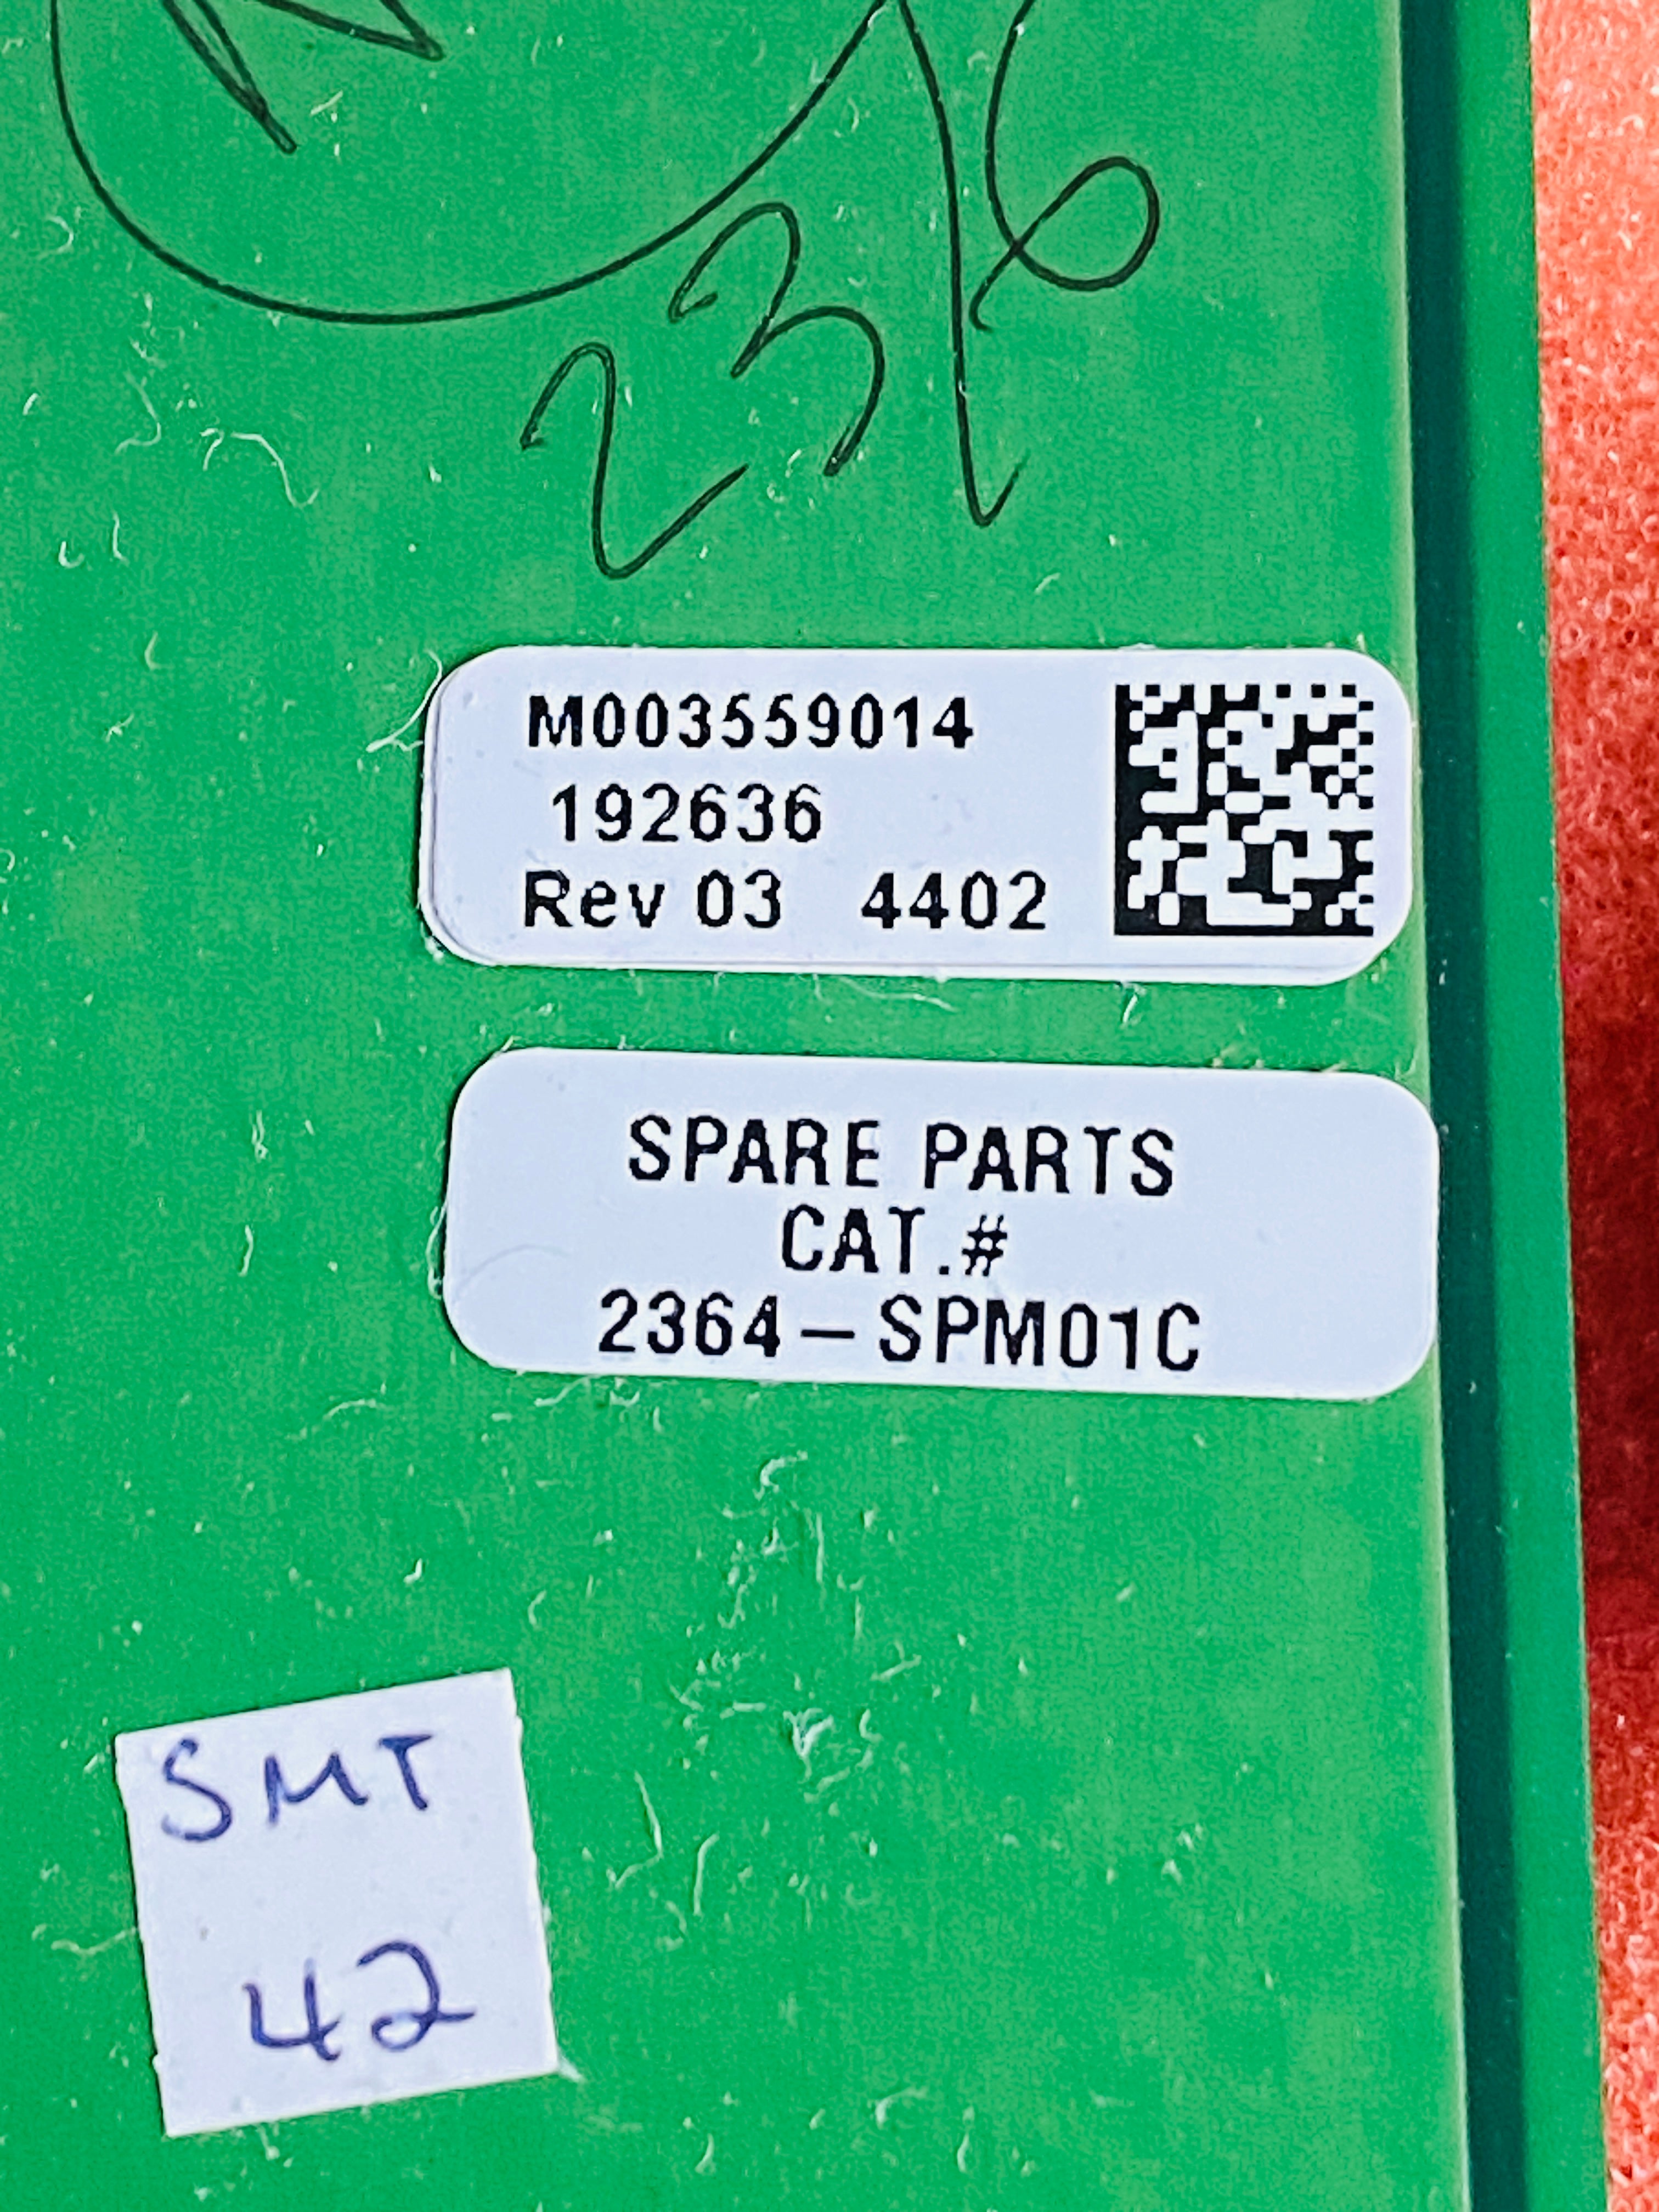 236
M003559014
192636
Rev 03 4402
SPARE PARTS
CAT.#
2364-SPM01C
SMT
42